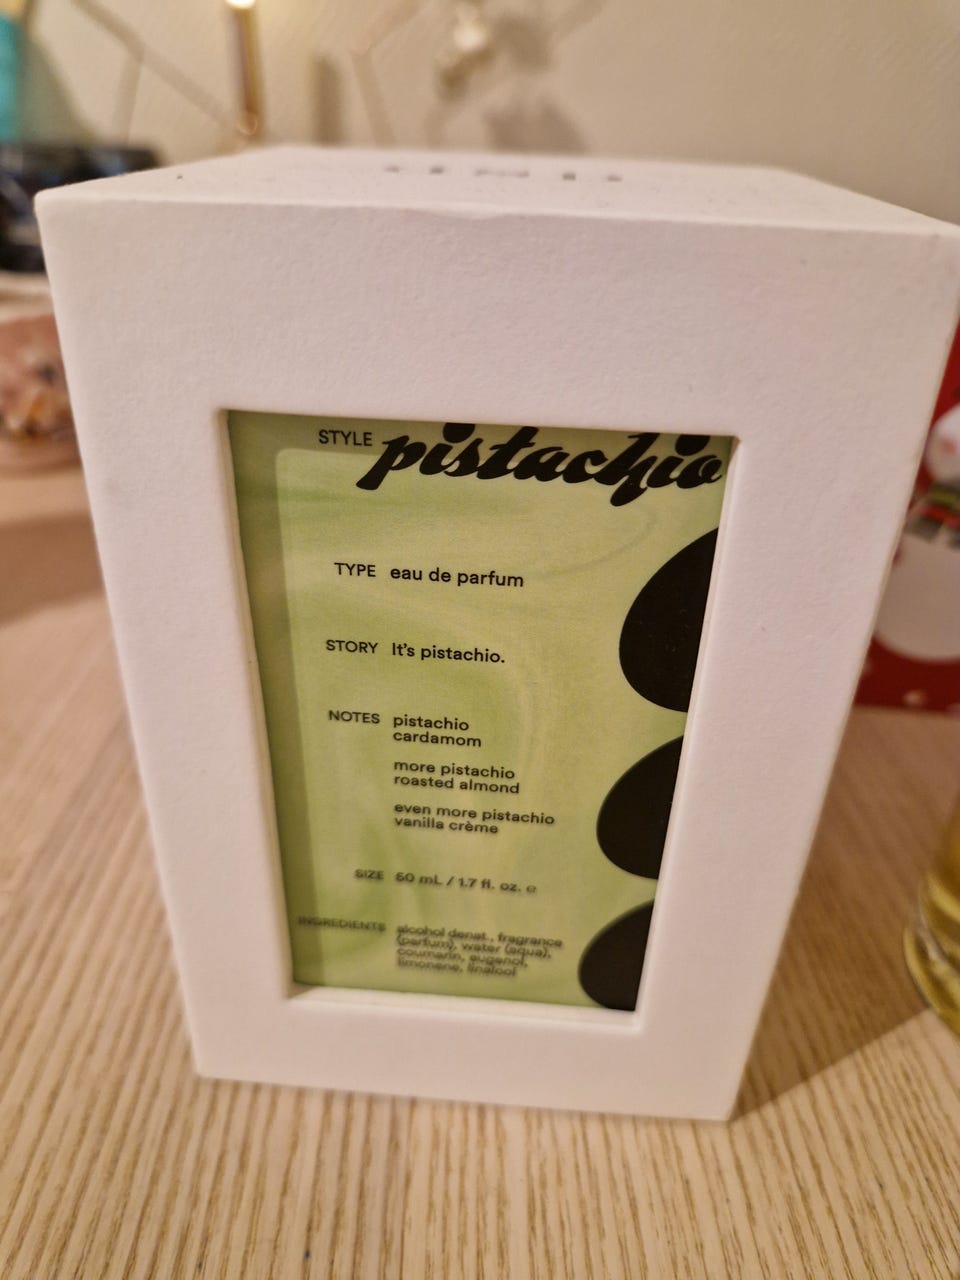 STYLE pistachio
TYPE eau de parfum
STORY It's pistachio.
NOTES pistachio
cardamom
more pistachio
roasted almond
even more pistachio
vanilla crème
SIZE 50 mL / 1.7 fl. oz. e
INGREDIENTS alcohol denat., fragrance
(parfum), water (aqua),
coumarin, eugenol,
limonene, linalool